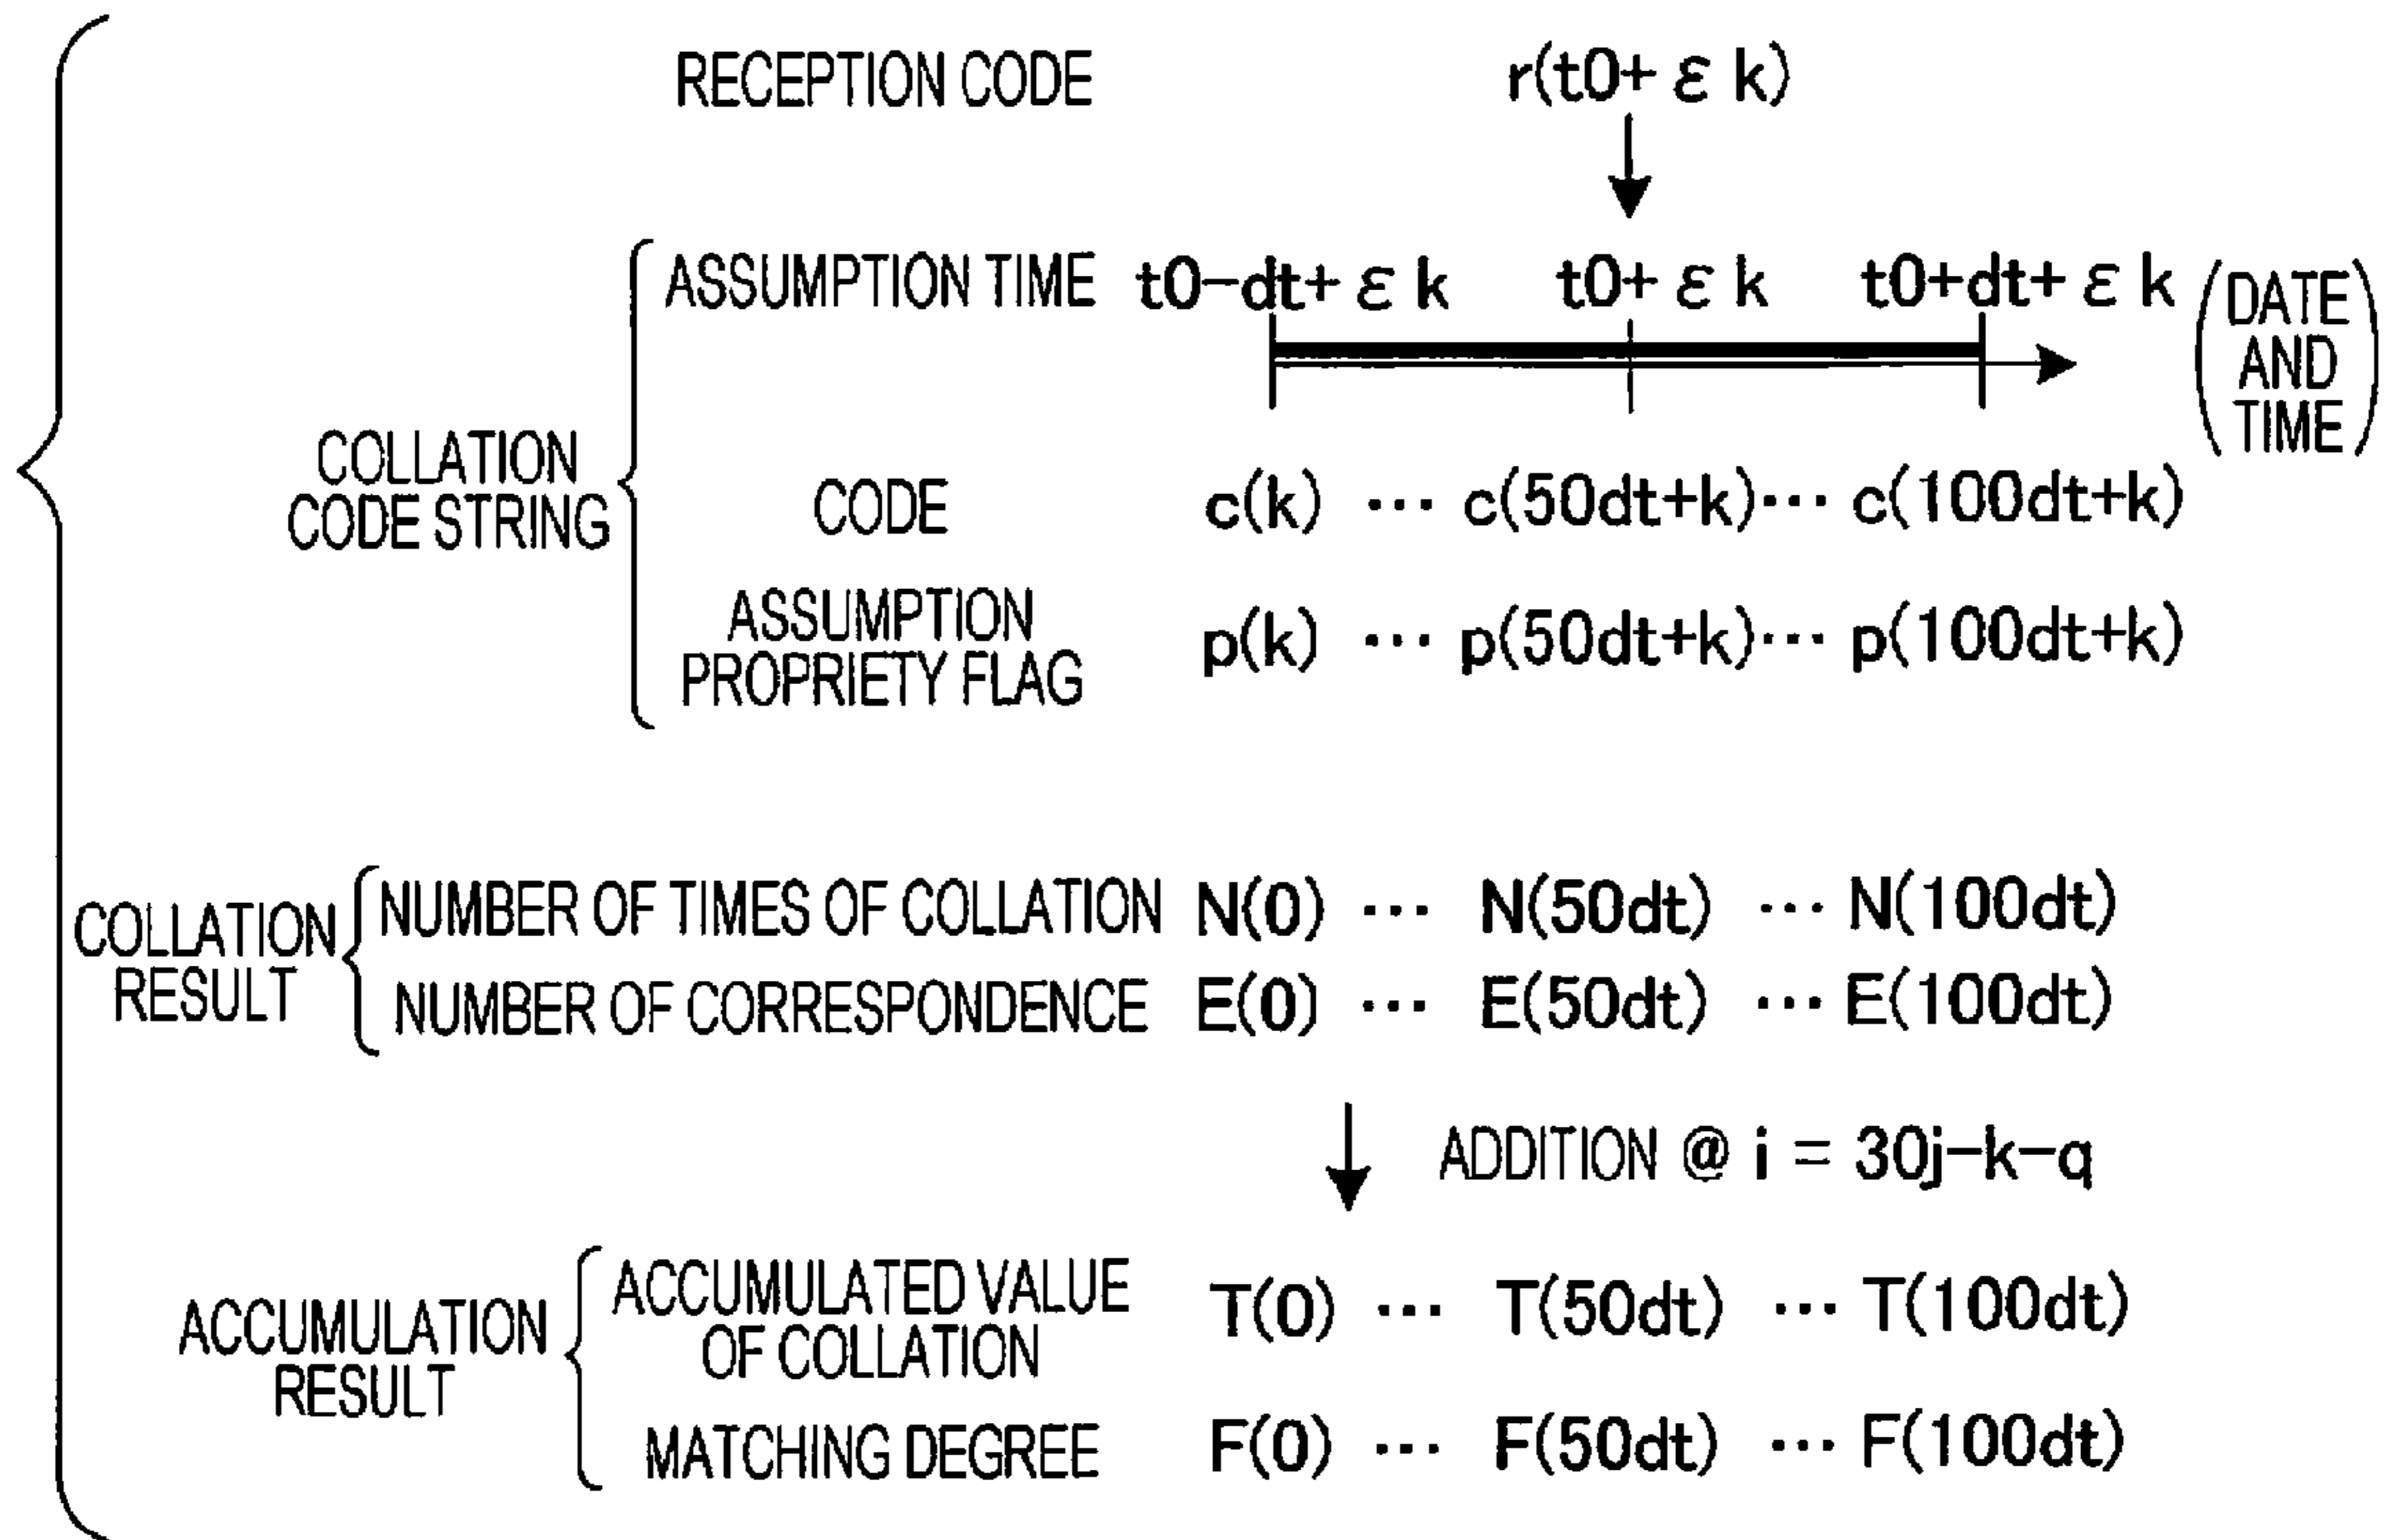 RECEPTION CODE r(t0+ ε k)
ASSUMPTION TIME t0-dt+ ε k t0+ ε k t0+dt+ ε k
(DATE
AND
TIME)
COLLATION
CODE STRING
CODE c(k) ··· c(50dt+k)··· c(100dt+k)
ASSUMPTION
PROPRIETY FLAG
p(k) ··· p(50dt+k)··· p(100dt+k)
COLLATION
RESULT
NUMBER OF TIMES OF COLLATION N(0) ··· N(50dt) ··· N(100dt)
NUMBER OF CORRESPONDENCE E(0) ··· E(50dt) ··· E(100dt)
ADDITION @ i = 30j-k-q
ACCUMULATION
RESULT
ACCUMULATED VALUE
OF COLLATION
T(0) ··· T(50dt) ··· T(100dt)
MATCHING DEGREE F(0) ··· F(50dt) ··· F(100dt)